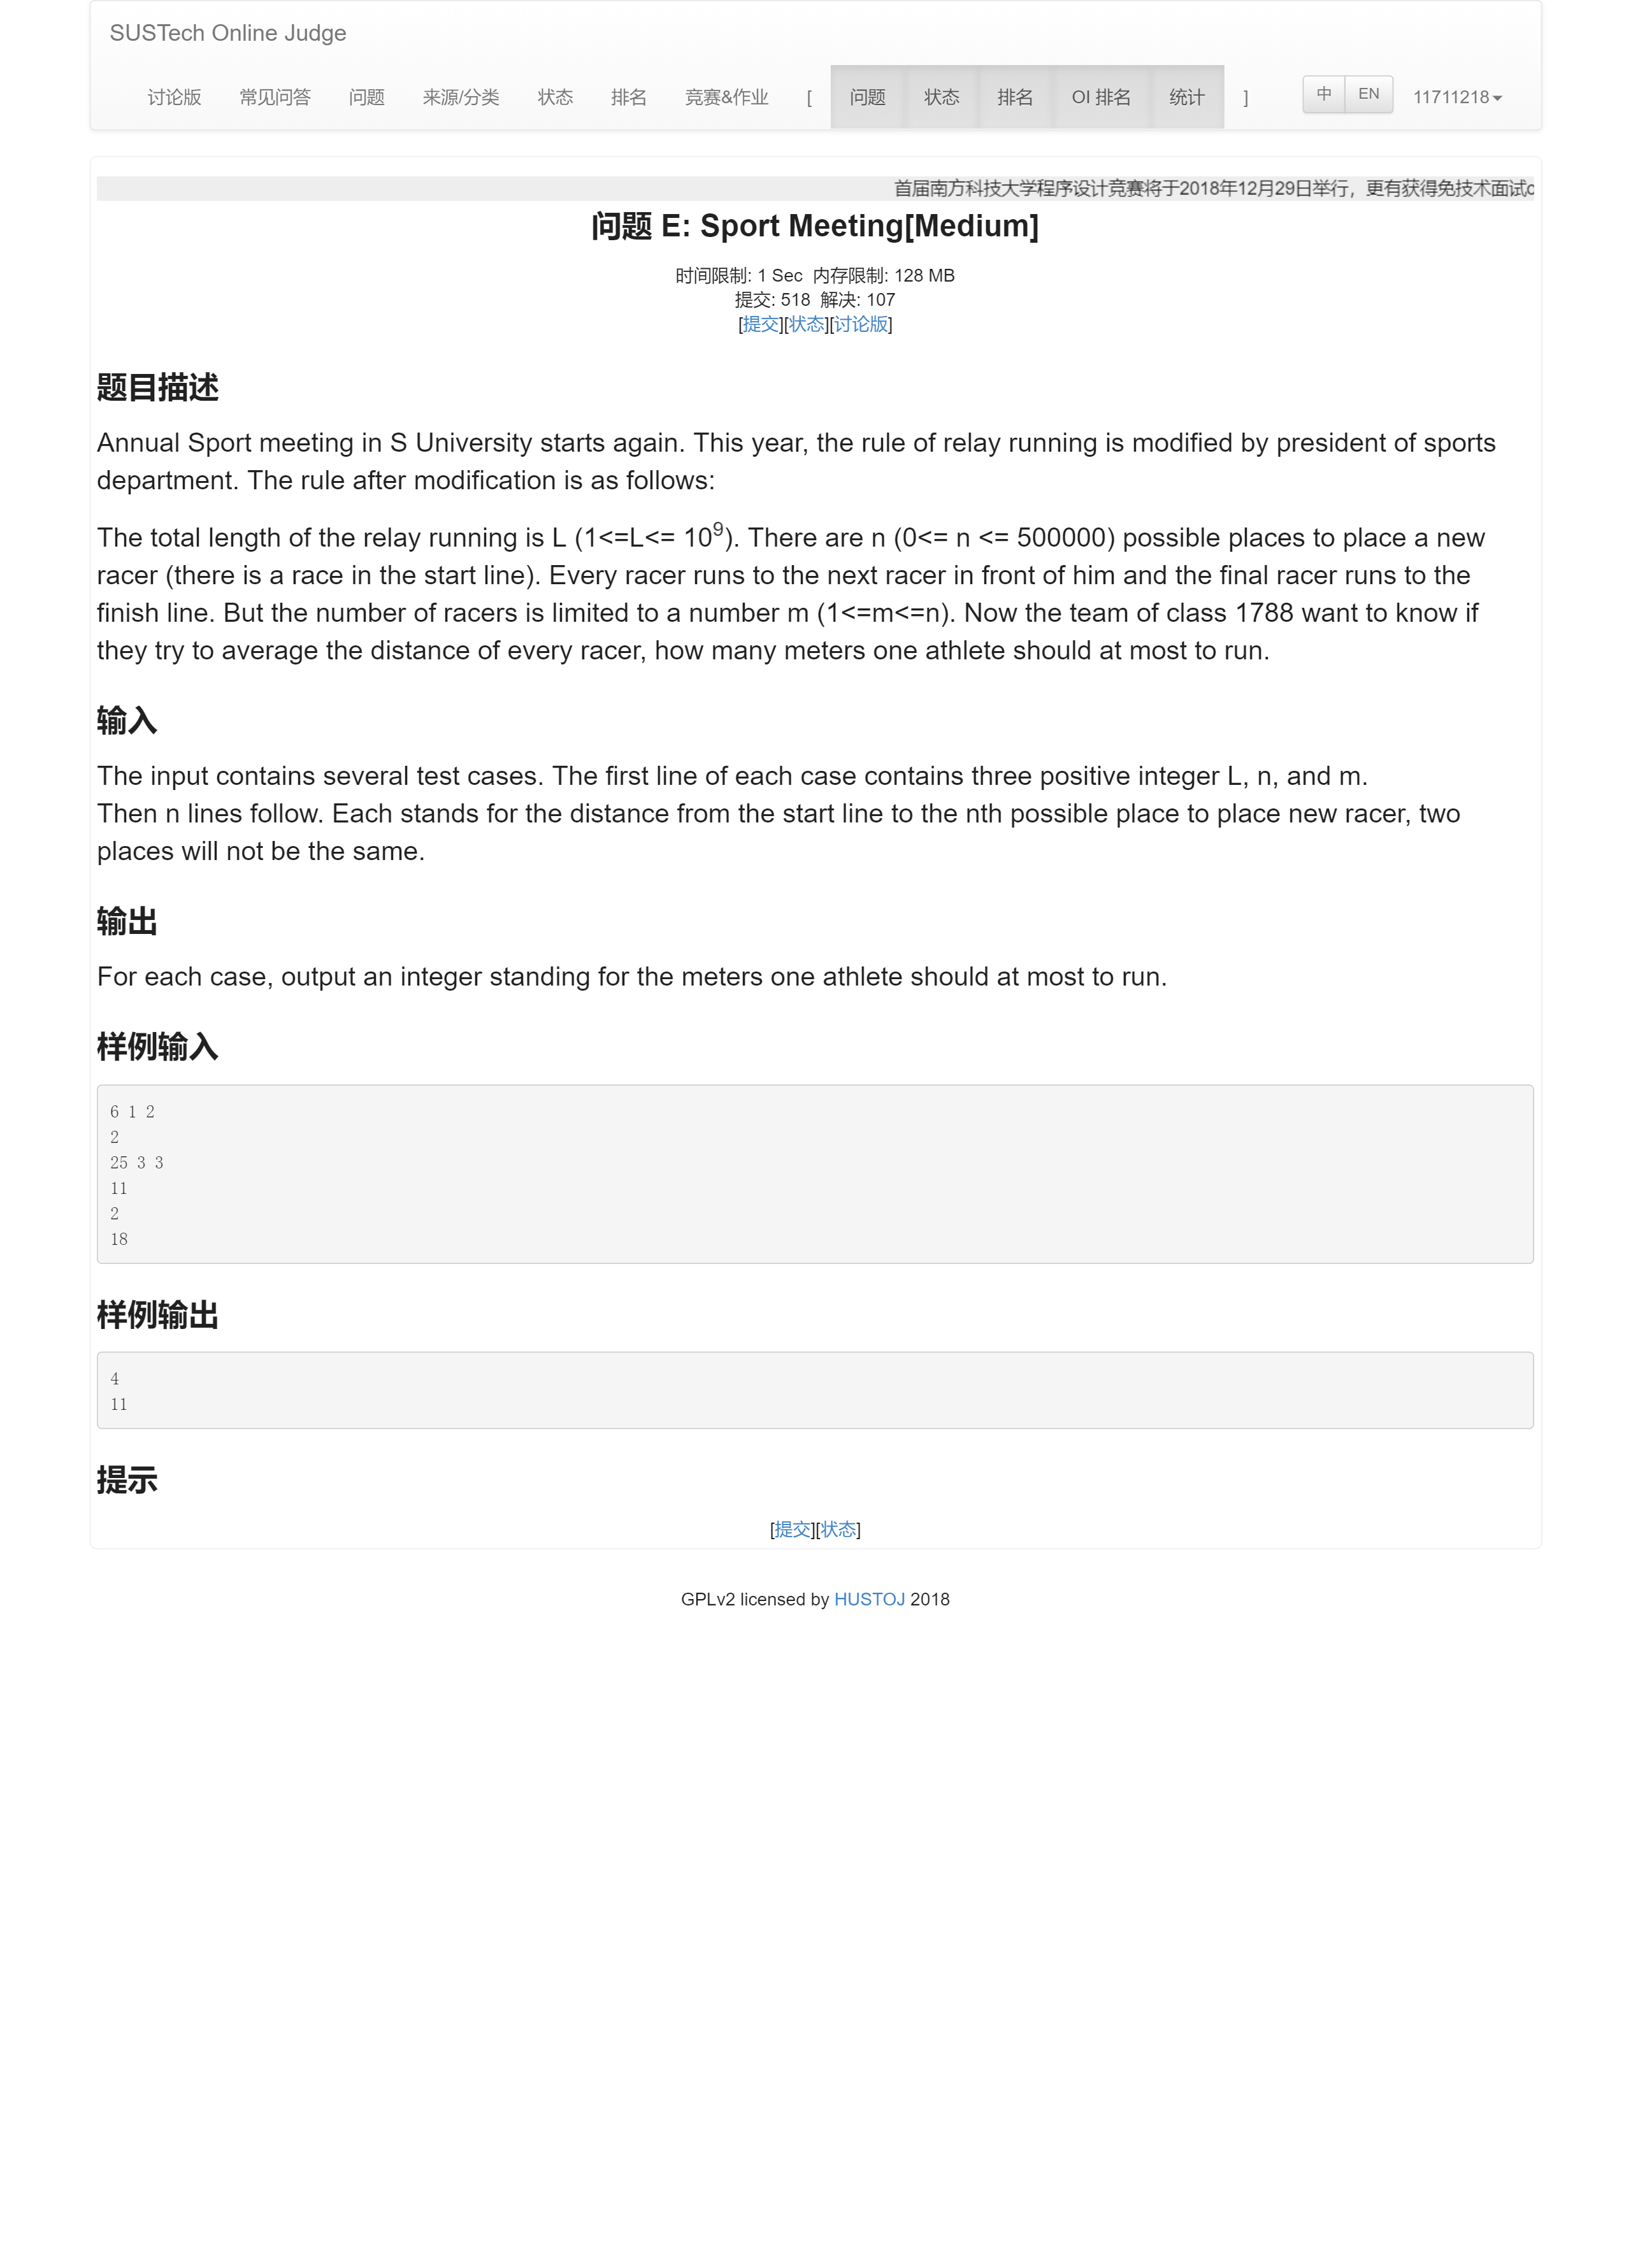 SUSTech Online Judge
讨论版 常见问答 问题 来源/分类 状态 排名 竞赛&作业 [ 问题 状态 排名 OI 排名 统计 ] 中 EN 11711218
首届南方科技大学程序设计竞赛将于2018年12月29日举行，更有获得免技术面试o
问题 E: Sport Meeting[Medium]
时间限制: 1 Sec 内存限制: 128 MB
提交: 518 解决: 107
[提交][状态][讨论版]
题目描述
Annual Sport meeting in S University starts again. This year, the rule of relay running is modified by president of sports
department. The rule after modification is as follows:
The total length of the relay running is L (1<=L<= 10⁹). There are n (0<= n <= 500000) possible places to place a new
racer (there is a race in the start line). Every racer runs to the next racer in front of him and the final racer runs to the
finish line. But the number of racers is limited to a number m (1<=m<=n). Now the team of class 1788 want to know if
they try to average the distance of every racer, how many meters one athlete should at most to run.
输入
The input contains several test cases. The first line of each case contains three positive integer L, n, and m.
Then n lines follow. Each stands for the distance from the start line to the nth possible place to place new racer, two
places will not be the same.
输出
For each case, output an integer standing for the meters one athlete should at most to run.
样例输入
6 1 2
2
25 3 3
11
2
18
样例输出
4
11
提示
[提交][状态]
GPLv2 licensed by HUSTOJ 2018